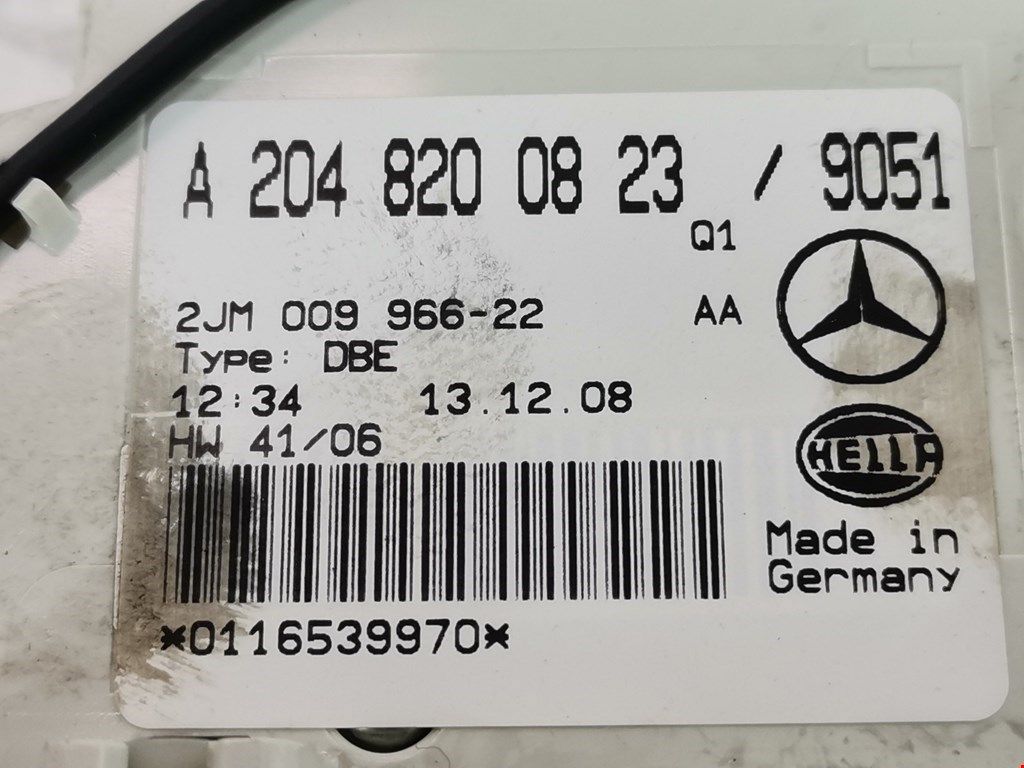 A 204 820 08 23 / 9051
Q1
2JM 009 966-22 AA
Type: DBE
12:34 13.12.08
HW 41/06
HELLA
Made in
Germany
*0116539970*